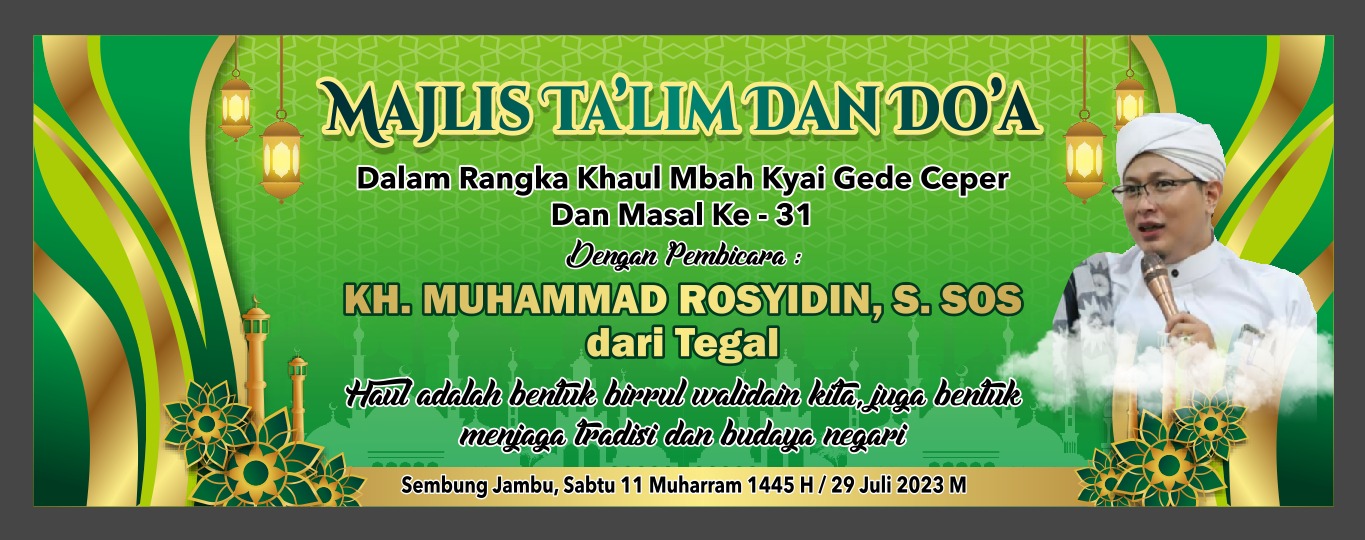 MAJLIS TA'LIM DAN DO'A
Dalam Rangka Khaul Mbah Kyai Gede Ceper
Dan Masal Ke - 31
Dengan Pembicara :
KH. MUHAMMAD ROSYIDIN, S. SOS
dari Tegal
Haul adalah bentuk birrul walidain kita, juga bentuk
menjaga tradisi dan budaya negari
Sembung Jambu, Sabtu 11 Muharram 1445 H / 29 Juli 2023 M